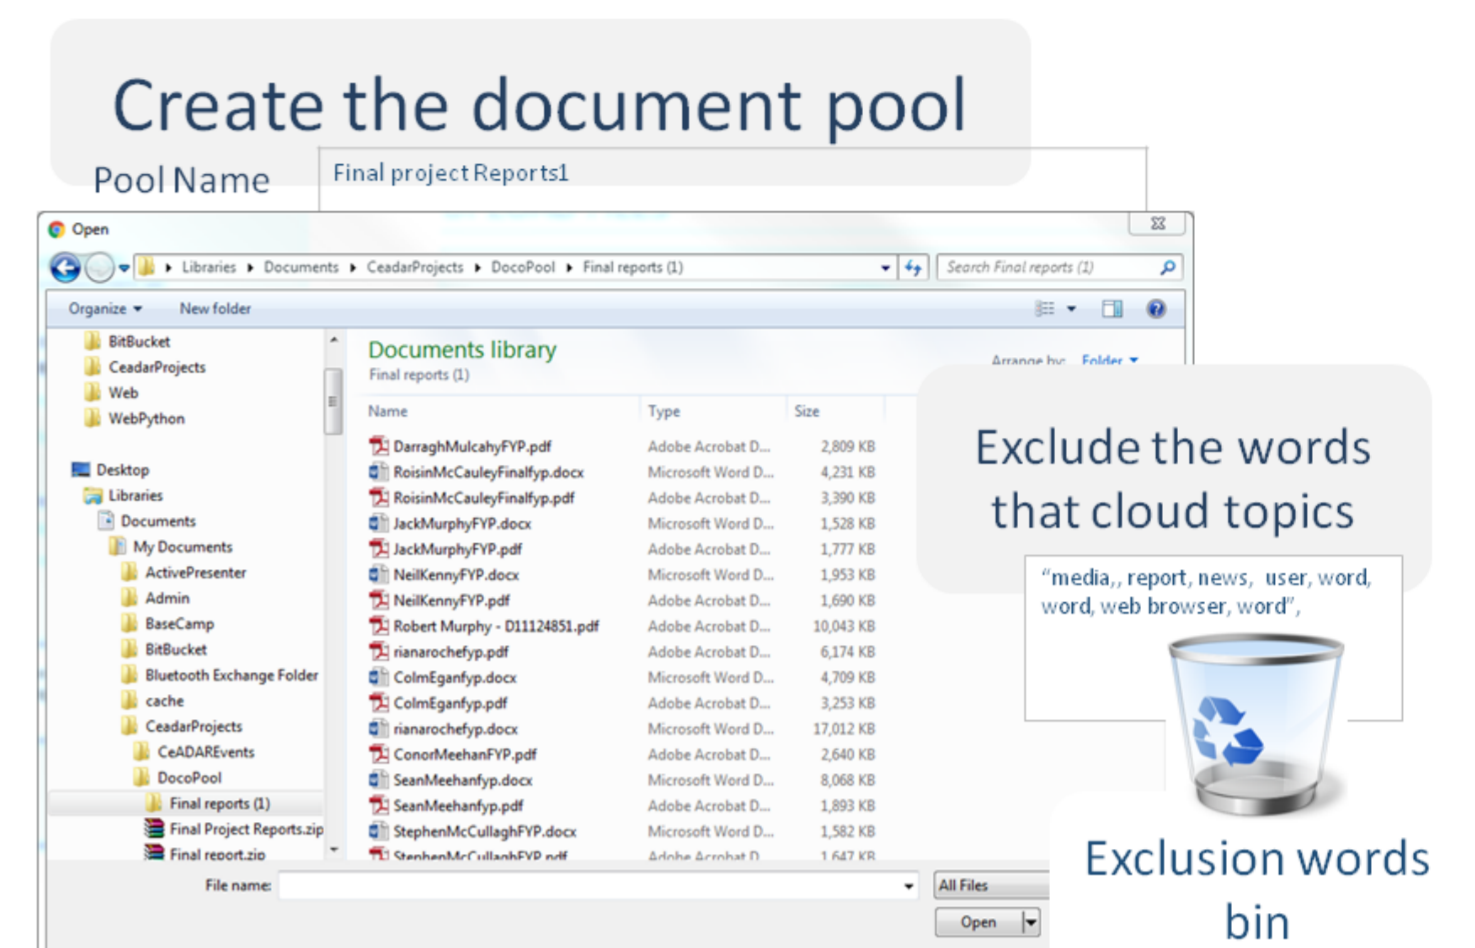 Create the document pool
Pool Name
Final project Reports1
Open
Libraries
Documents
CeadarProjects
DocoPool
Final reports (1)
Search Final reports (1)
Organize
New folder
BitBucket
CeadarProjects
Web
WebPython
Desktop
Libraries
Documents
My Documents
ActivePresenter
Admin
BaseCamp
BitBucket
Bluetooth Exchange Folder
cache
CeadarProjects
CeADAREvents
DocoPool
Final reports (1)
Final Project Reports.zip
Final report.zip
Documents library
Final reports (1)
Arrange by: Folder
Name Type Size
DarraghMulcahyFYP.pdf Adobe Acrobat D... 2,809 KB
RoisinMcCauleyFinalfyp.docx Microsoft Word D... 4,231 KB
RoisinMcCauleyFinalfyp.pdf Adobe Acrobat D... 3,390 KB
JackMurphyFYP.docx Microsoft Word D... 1,528 KB
JackMurphyFYP.pdf Adobe Acrobat D... 1,777 KB
NeilKennyFYP.docx Microsoft Word D... 1,953 KB
NeilKennyFYP.pdf Adobe Acrobat D... 1,690 KB
Robert Murphy - D11124851.pdf Adobe Acrobat D... 10,043 KB
rianarochefyp.pdf Adobe Acrobat D... 6,174 KB
ColmEganfyp.docx Microsoft Word D... 4,709 KB
ColmEganfyp.pdf Adobe Acrobat D... 3,253 KB
rianarochefyp.docx Microsoft Word D... 17,012 KB
ConorMeehanFYP.pdf Adobe Acrobat D... 2,640 KB
SeanMeehanfyp.docx Microsoft Word D... 8,068 KB
SeanMeehanfyp.pdf Adobe Acrobat D... 1,893 KB
StephenMcCullaghFYP.docx Microsoft Word D... 1,582 KB
StephenMcCullaghFYP.pdf Adobe Acrobat D 1,647 KB
File name:
All Files
Open
Exclude the words
that cloud topics
“media,, report, news, user, word,
word, web browser, word”,
Exclusion words
bin